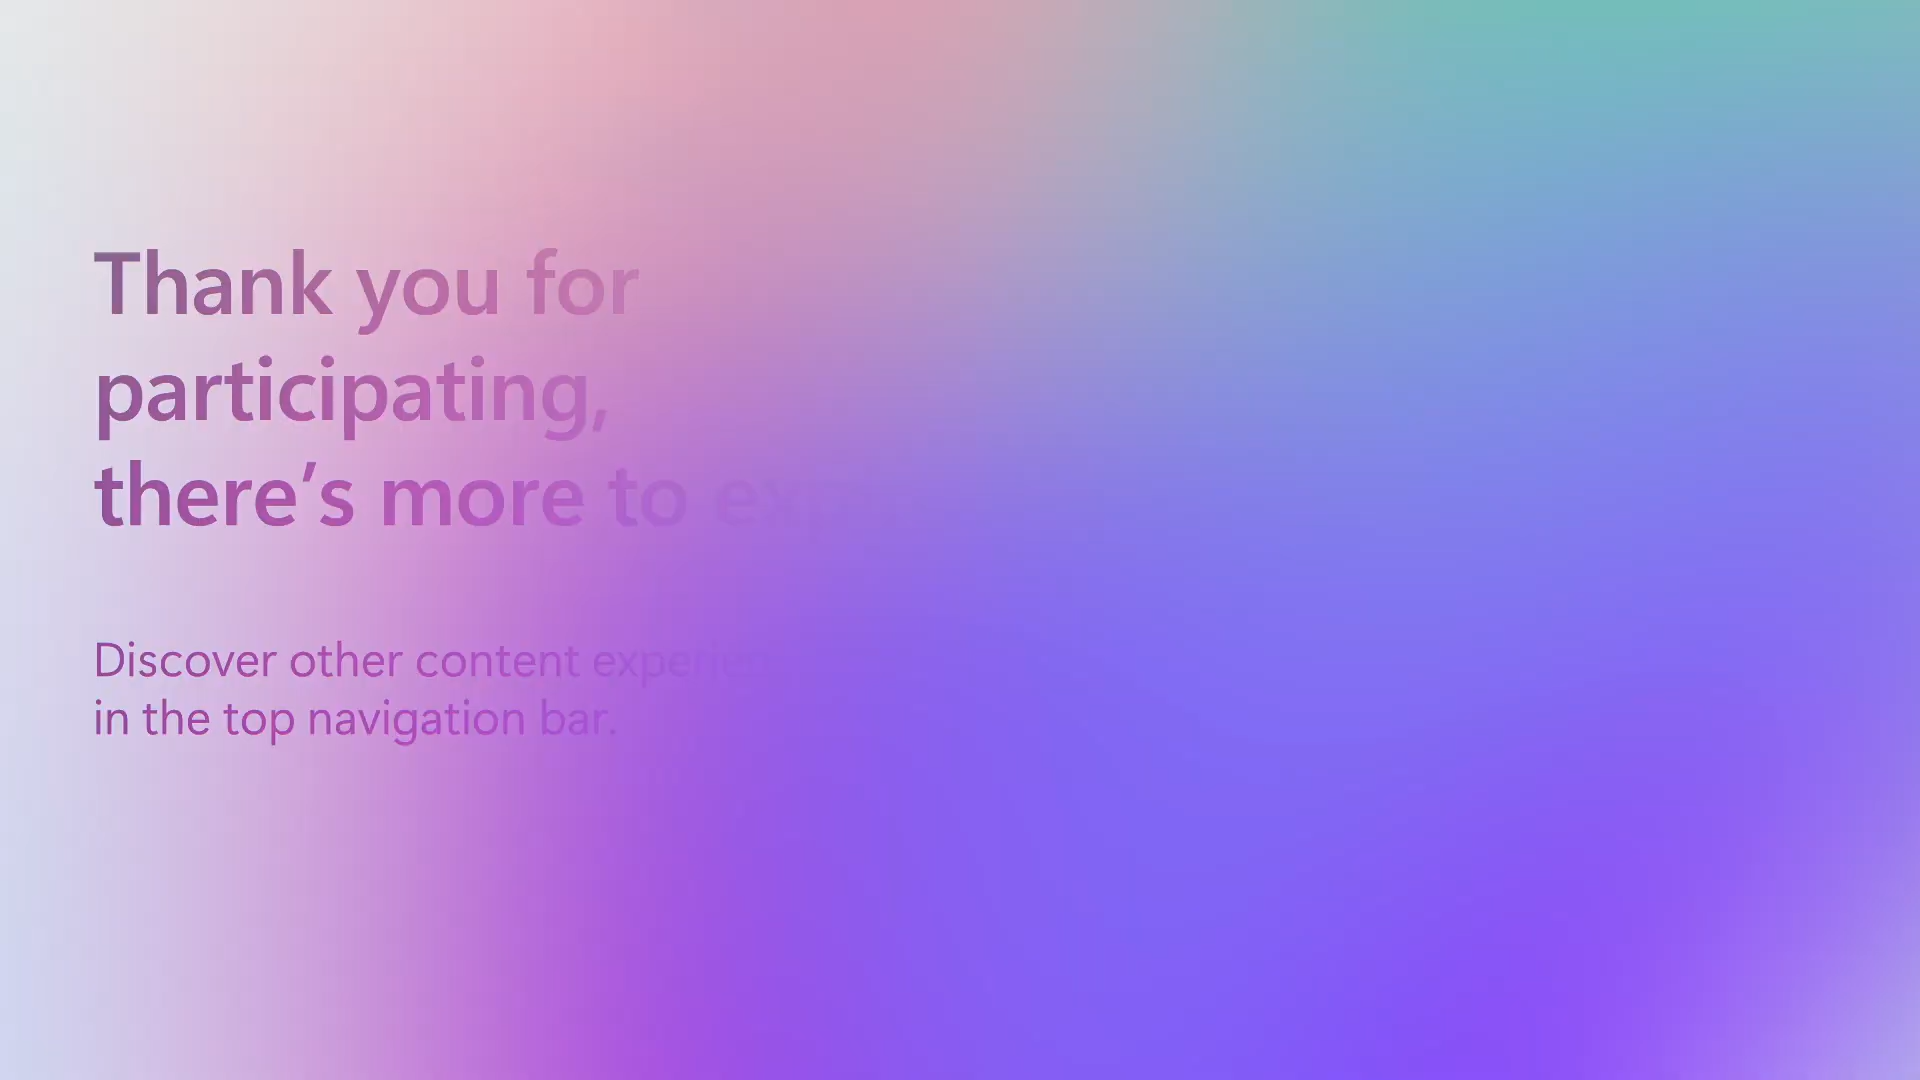 Thank you for
participating,
there’s more to
Discover other content
in the top navigation bar.